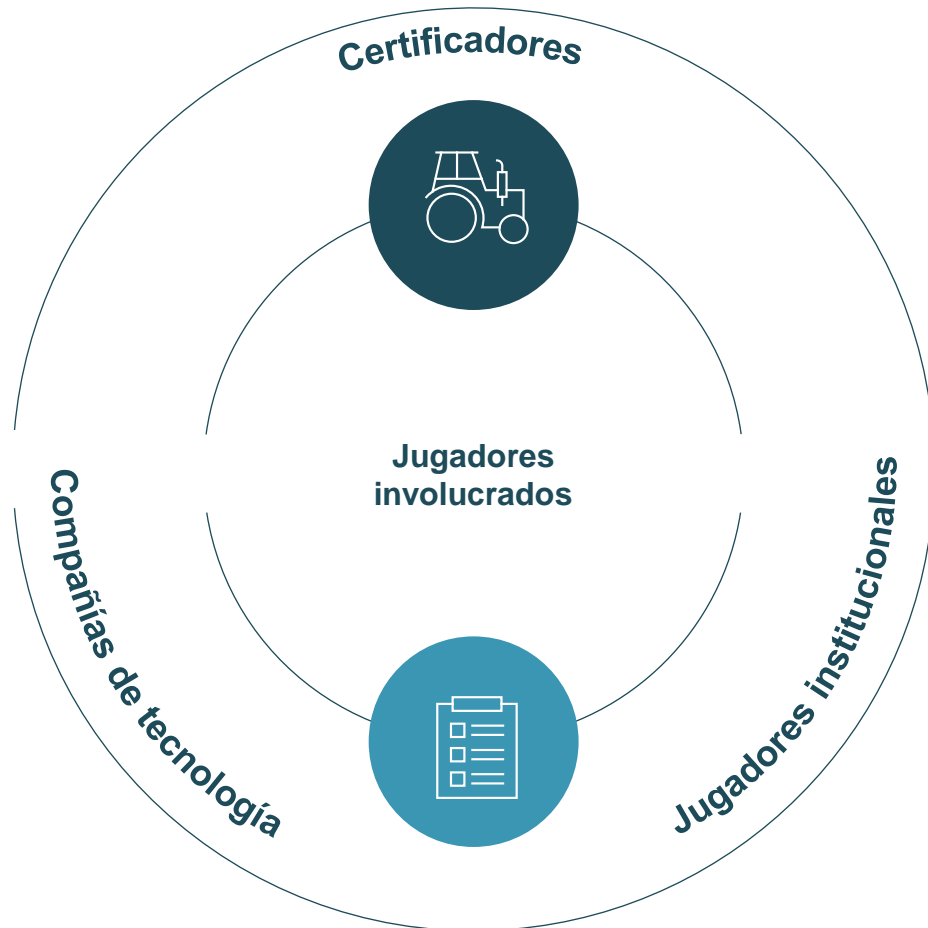 Certificadores
Jugadores
involucrados
Compañías de tecnología
Jugadores institucionales